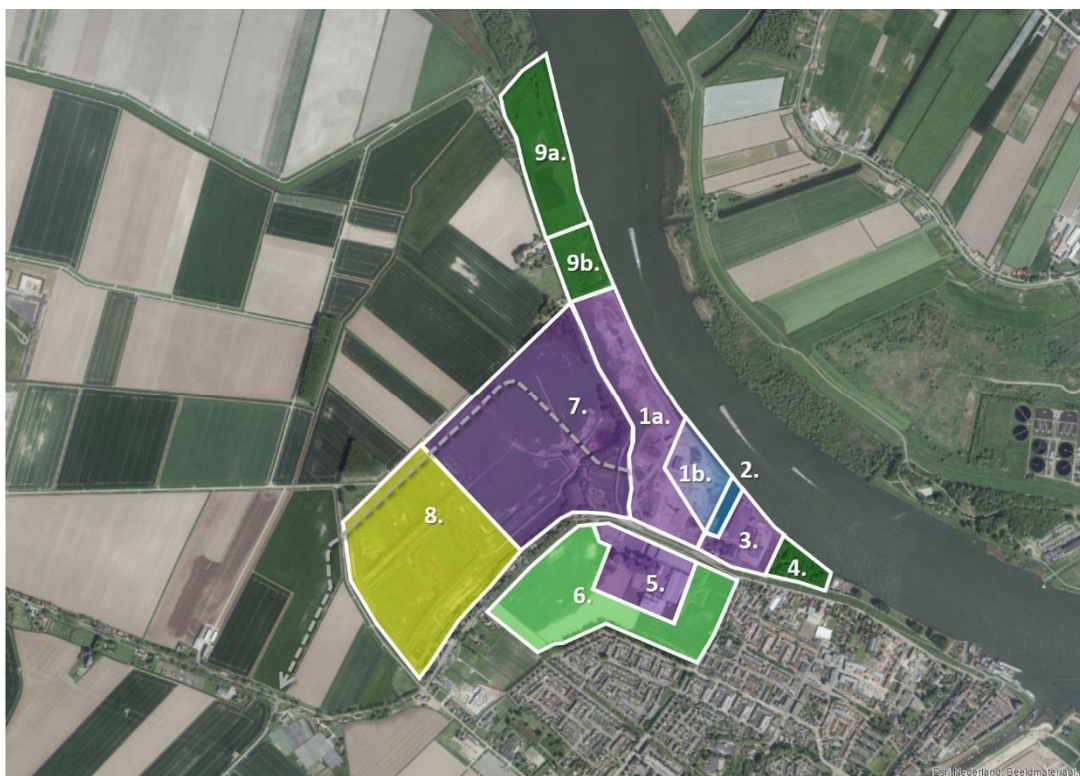 9a.
9b.
7.
1a.
1b.
2.
8.
3.
4.
5.
6.
Esri Nederland, Beeldmateriaal